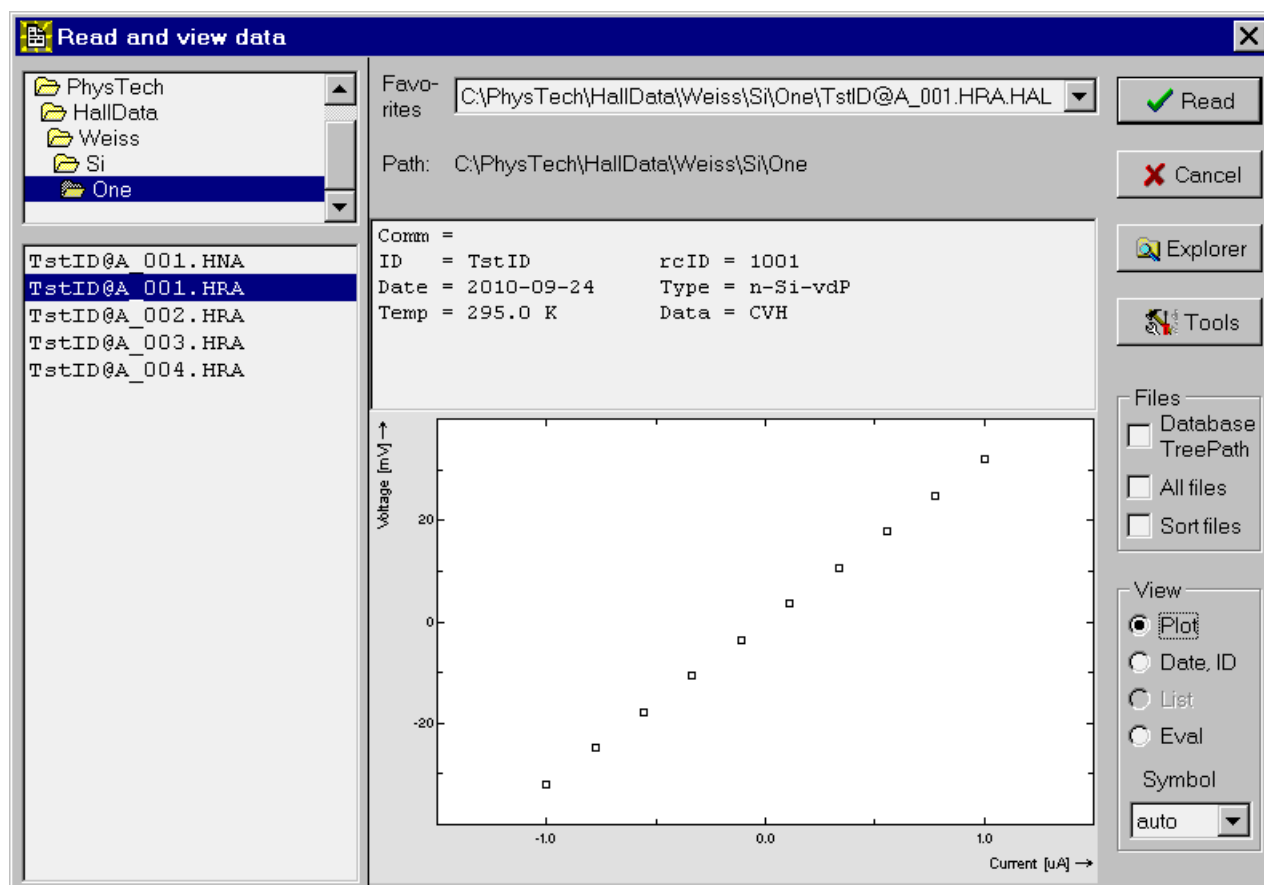 Read and view data
PhysTech
HallData
Weiss
Si
One
TstID@A_001.HNA
TstID@A_001.HRA
TstID@A_002.HRA
TstID@A_003.HRA
TstID@A_004.HRA
Favo-
rites
C:\PhysTech\HallData\Weiss\Si\One\TstID@A_001.HRA.HAL
Path: C:\PhysTech\HallData\Weiss\Si\One
Comm =
ID = TstID rcID = 1001
Date = 2010-09-24 Type = n-Si-vdP
Temp = 295.0 K Data = CVH
Voltage [mV] →
20
0
-20
-1.0 0.0 1.0
Current [uA] →
Read
Cancel
Explorer
Tools
Files
Database
TreePath
All files
Sort files
View
Plot
Date, ID
List
Eval
Symbol
auto